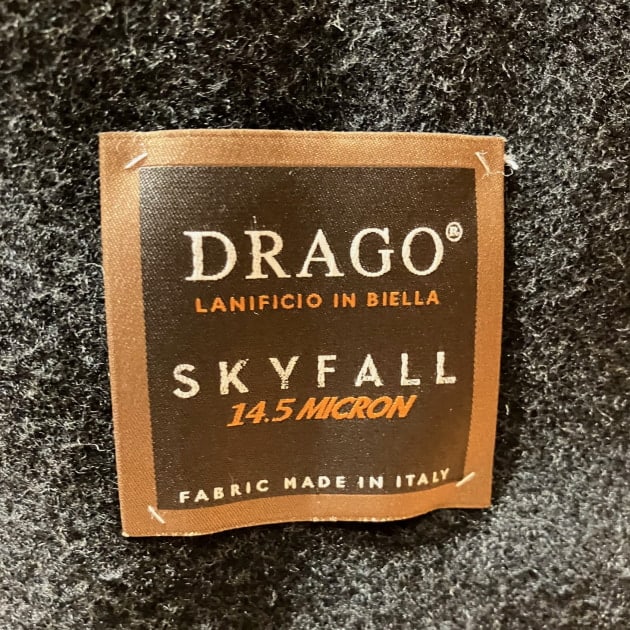 DRAGO®
LANIFICIO IN BIELLA
SKYFALL
14.5 MICRON
FABRIC MADE IN ITALY